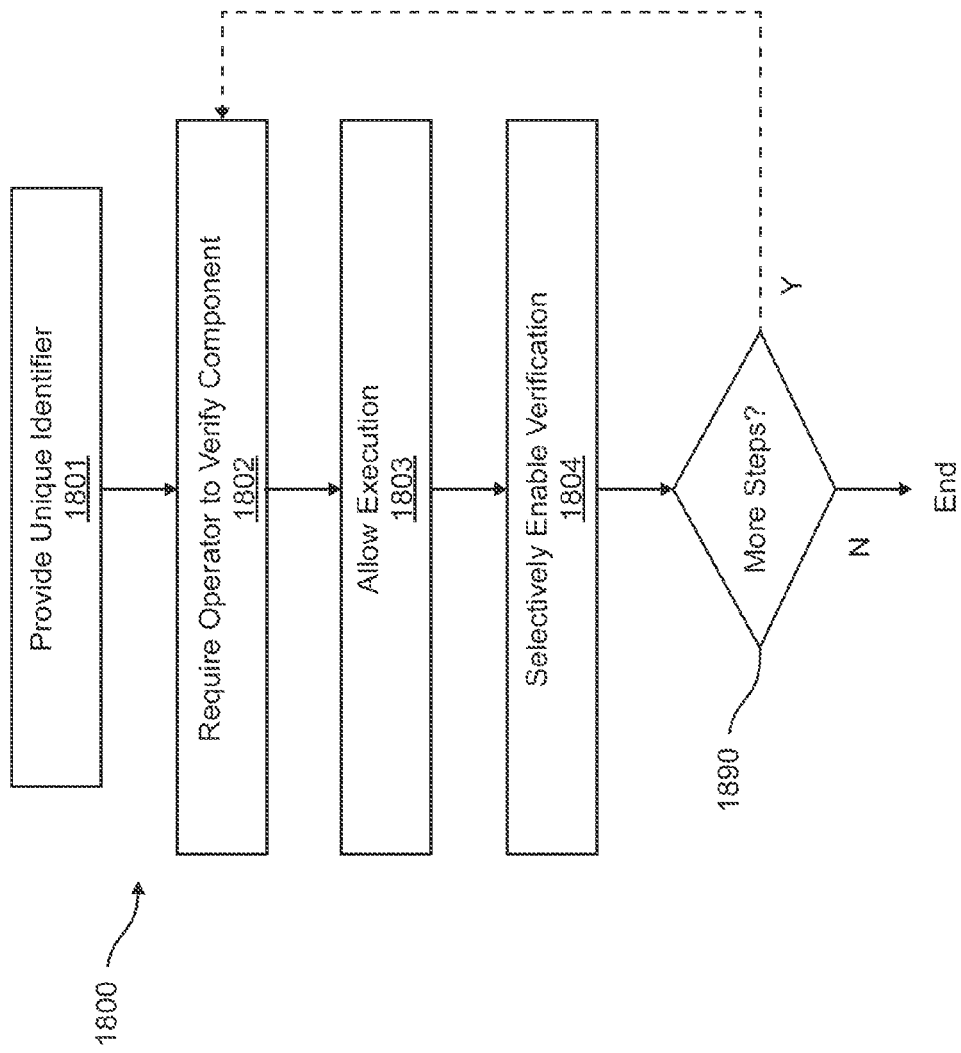 1800
Provide Unique Identifier
1801
Require Operator to Verify Component
1802
Allow Execution
1803
Selectively Enable Verification
1804
1890
More Steps?
Y
N
End